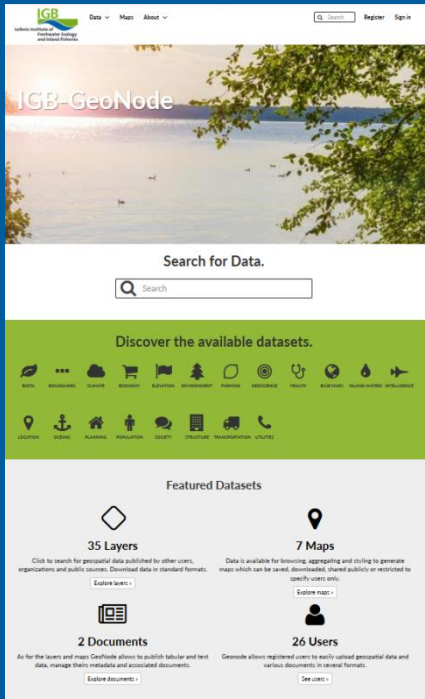 IGB
Leibniz Institute of
Freshwater Ecology
and Inland Fisheries
Data
Maps
About
Search
Register
Sign in
IGB-GeoNode
Search for Data.
Search
Discover the available datasets.
BIOTA
BOUNDARIES
CLIMATE
ECONOMY
ELEVATION
ENVIRONMENT
FARMING
GEOSCIENCE
HEALTH
BASE MAPS
INLAND WATERS
INTELLIGENCE
LOCATION
OCEANS
PLANNING
POPULATION
SOCIETY
STRUCTURE
TRANSPORTATION
UTILITIES
Featured Datasets
35 Layers
Click to search for geospatial data published by other users,
organizations and public sources. Download data in standard formats.
Explore layers ›
7 Maps
Data is available for browsing, aggregating and styling to generate
maps which can be saved, downloaded, shared publicly or restricted to
specify users only.
Explore maps ›
2 Documents
As for the layers and maps GeoNode allows to publish tabular and text
data, manage theirs metadata and associated documents.
Explore documents ›
26 Users
Geonode allows registered users to easily upload geospatial data and
various documents in several formats.
See users ›